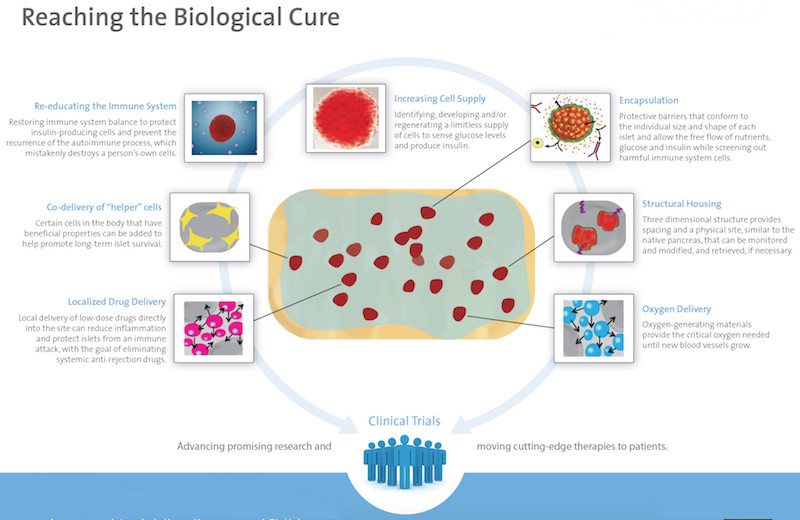 Reaching the Biological Cure
Re-educating the Immune System
Restoring immune system balance to protect
insulin-producing cells and prevent the
recurrence of the autoimmune process, which
mistakenly destroys a person's own cells.
Increasing Cell Supply
Identifying, developing and/or
regenerating a limitless supply
of cells to sense glucose levels
and produce insulin.
Encapsulation
Protective barriers that conform to
the individual size and shape of each
islet and allow the free flow of nutrients,
glucose and insulin while screening out
harmful immune system cells.
Co-delivery of "helper" cells
Certain cells in the body that have
beneficial properties can be added to
help promote long-term islet survival.
Structural Housing
Three dimensional structure provides
spacing and a physical site, similar to the
native pancreas, that can be monitored
and modified, and retrieved, if necessary.
Localized Drug Delivery
Local delivery of low-dose drugs directly
into the site can reduce inflammation
and protect islets from an immune
attack, with the goal of eliminating
systemic anti-rejection drugs.
Oxygen Delivery
Oxygen-generating materials
provide the critical oxygen needed
until new blood vessels grow.
Clinical Trials
Advancing promising research and moving cutting-edge therapies to patients.